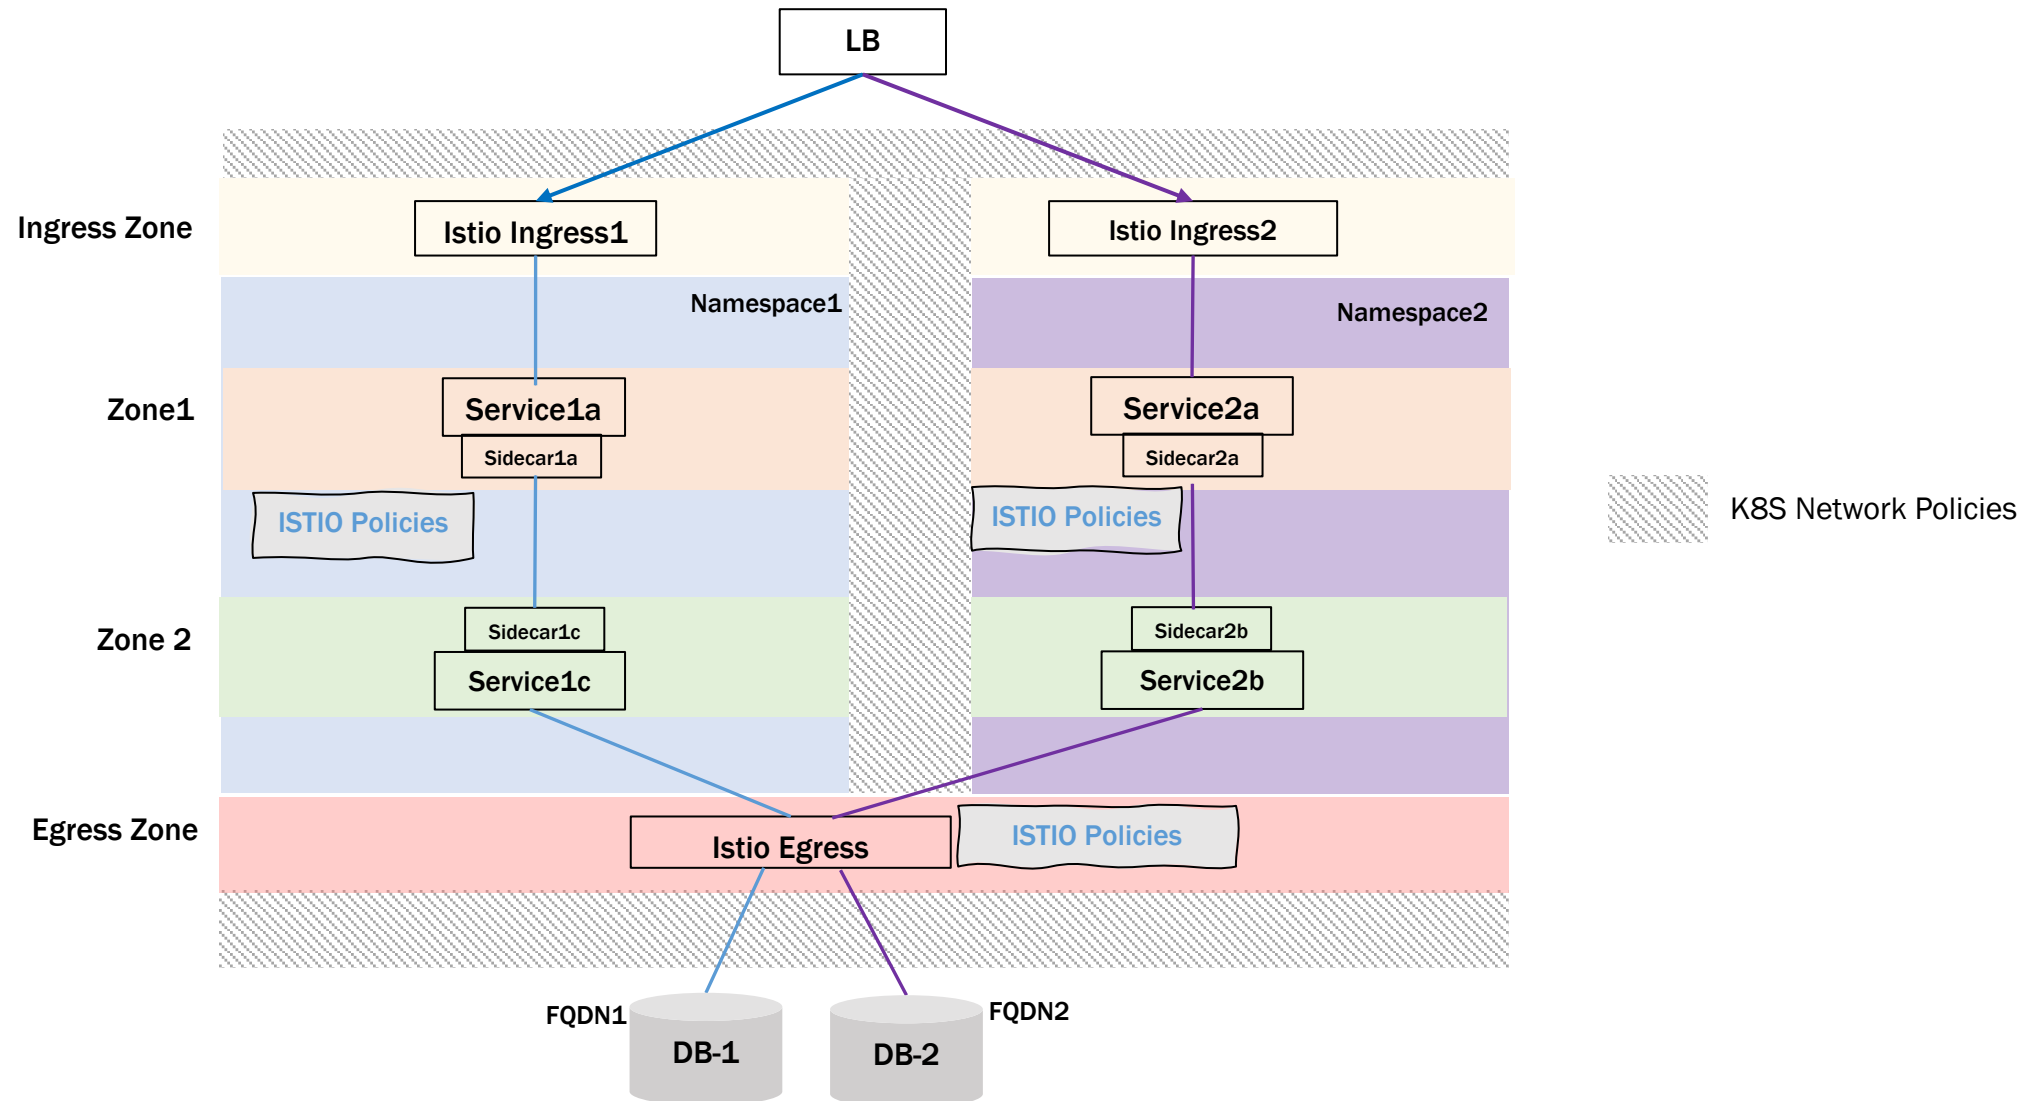 LB
Ingress Zone
Istio Ingress1
Istio Ingress2
Namespace1
Namespace2
Zone1
Service1a
Sidecar1a
Service2a
Sidecar2a
ISTIO Policies
ISTIO Policies
K8S Network Policies
Zone 2
Sidecar1c
Service1c
Sidecar2b
Service2b
Egress Zone
Istio Egress
ISTIO Policies
FQDN1
DB-1
DB-2
FQDN2